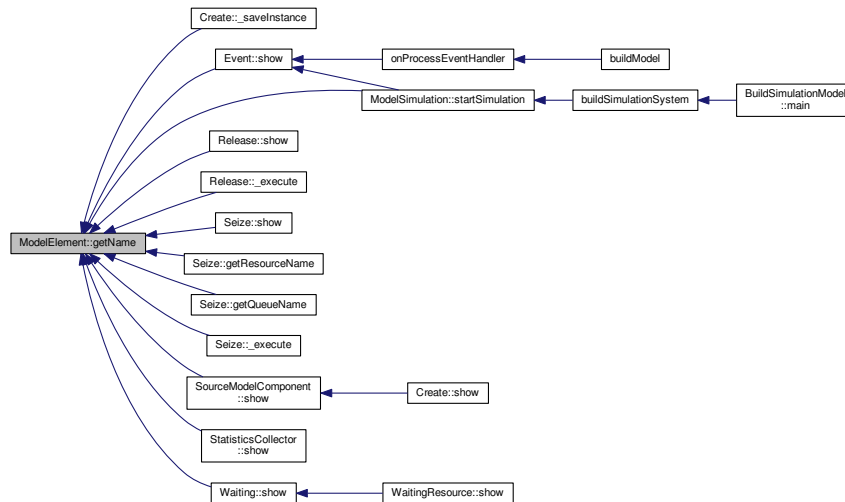 Create::_saveInstance
Event::show
onProcessEventHandler
buildModel
ModelSimulation::startSimulation
buildSimulationSystem
BuildSimulationModel
::main
Release::show
Release::_execute
Seize::show
ModelElement::getName
Seize::getResourceName
Seize::getQueueName
Seize::_execute
SourceModelComponent
::show
Create::show
StatisticsCollector
::show
Waiting::show
WaitingResource::show